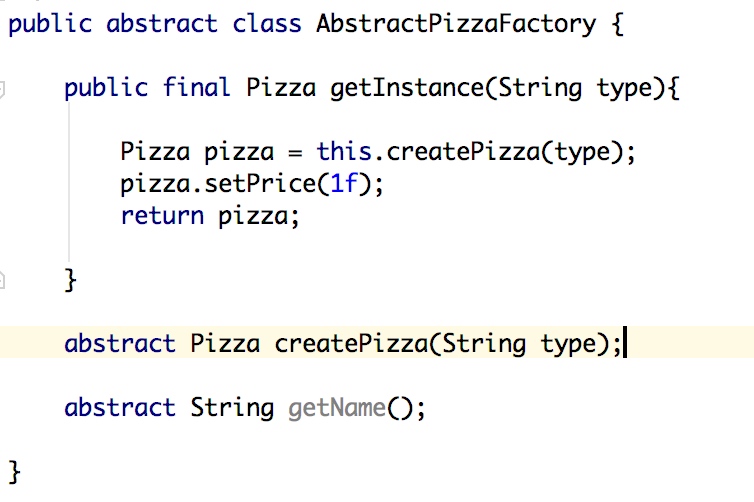 public abstract class AbstractPizzaFactory {
public final Pizza getInstance(String type){
Pizza pizza = this.createPizza(type);
pizza.setPrice(1f);
return pizza;
}
abstract Pizza createPizza(String type);
abstract String getName();
}